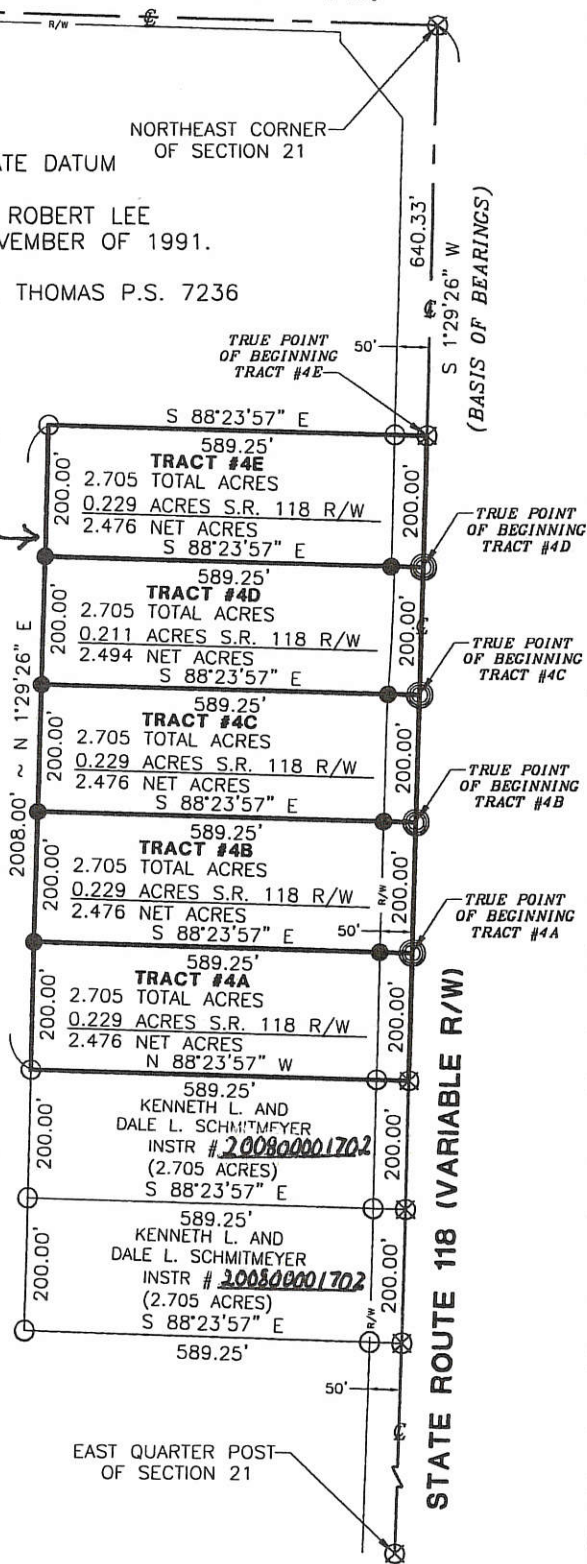 R/W
℄
NORTHEAST CORNER
OF SECTION 21
ATE DATUM
ROBERT LEE
VEMBER OF 1991.
THOMAS P.S. 7236
640.33'
℄
S 1°29'26" W
(BASIS OF BEARINGS)
TRUE POINT
OF BEGINNING
TRACT #4E
50'
S 88°23'57" E
589.25'
TRACT #4E
2.705 TOTAL ACRES
0.229 ACRES S.R. 118 R/W
2.476 NET ACRES
200.00'
200.00'
S 88°23'57" E
589.25'
TRUE POINT
OF BEGINNING
TRACT #4D
TRACT #4D
2.705 TOTAL ACRES
0.211 ACRES S.R. 118 R/W
2.494 NET ACRES
200.00'
200.00'
℄
S 88°23'57" E
589.25'
TRUE POINT
OF BEGINNING
TRACT #4C
2008.00' ~ N 1°29'26" E
TRACT #4C
2.705 TOTAL ACRES
0.229 ACRES S.R. 118 R/W
2.476 NET ACRES
200.00'
200.00'
S 88°23'57" E
589.25'
TRUE POINT
OF BEGINNING
TRACT #4B
TRACT #4B
2.705 TOTAL ACRES
0.229 ACRES S.R. 118 R/W
2.476 NET ACRES
200.00'
R/W
200.00'
50'
S 88°23'57" E
589.25'
TRUE POINT
OF BEGINNING
TRACT #4A
TRACT #4A
2.705 TOTAL ACRES
0.229 ACRES S.R. 118 R/W
2.476 NET ACRES
200.00'
200.00'
N 88°23'57" W
589.25'
KENNETH L. AND
DALE L. SCHMITMEYER
INSTR # 200800001702
(2.705 ACRES)
200.00'
200.00'
S 88°23'57" E
589.25'
KENNETH L. AND
DALE L. SCHMITMEYER
INSTR # 200800001702
(2.705 ACRES)
200.00'
R/W
200.00'
S 88°23'57" E
589.25'
50'
℄
STATE ROUTE 118 (VARIABLE R/W)
EAST QUARTER POST
OF SECTION 21